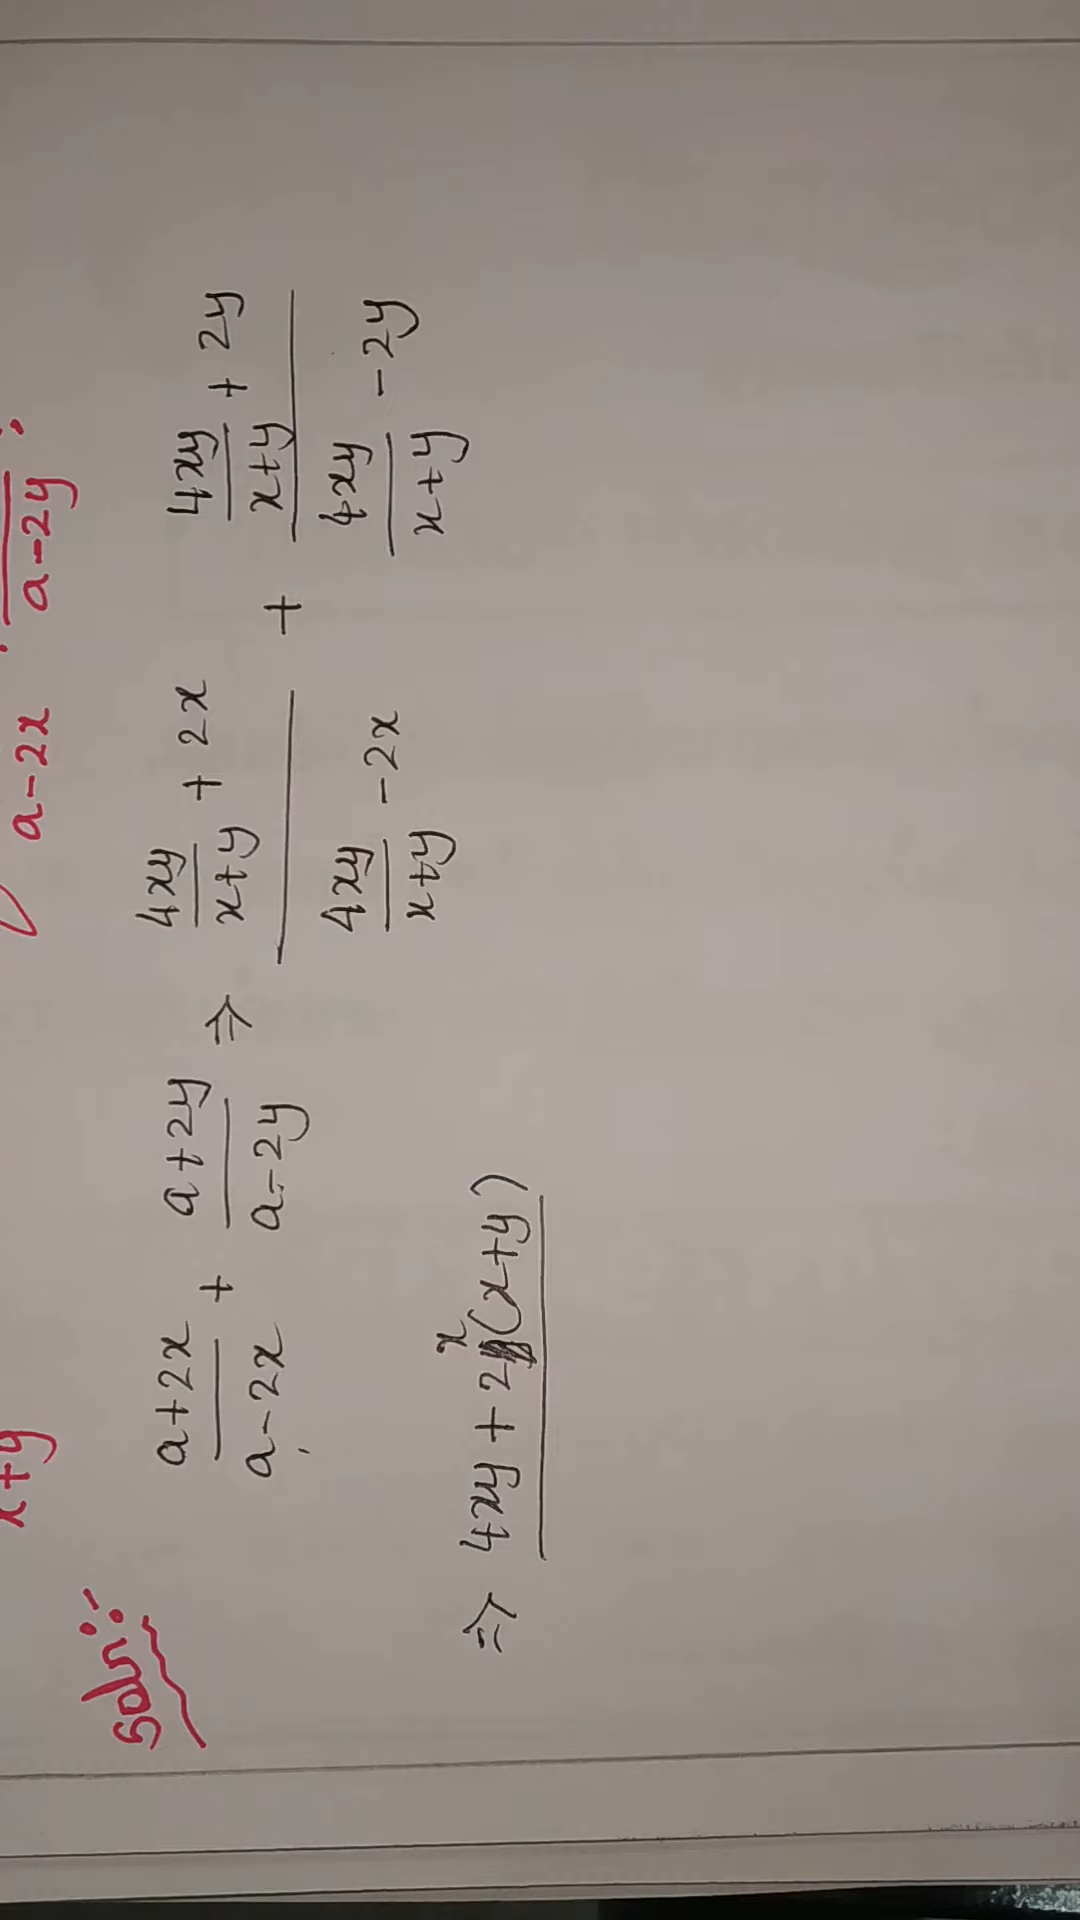 x+y a-2x a-2y
Soln:-
a+2x/a-2x + a+2y/a-2y ⇒ (4xy/x+y + 2x)/(4xy/x+y - 2x) + (4xy/x+y + 2y)/(4xy/x+y - 2y)
⇒ 4xy + 2x(x+y)